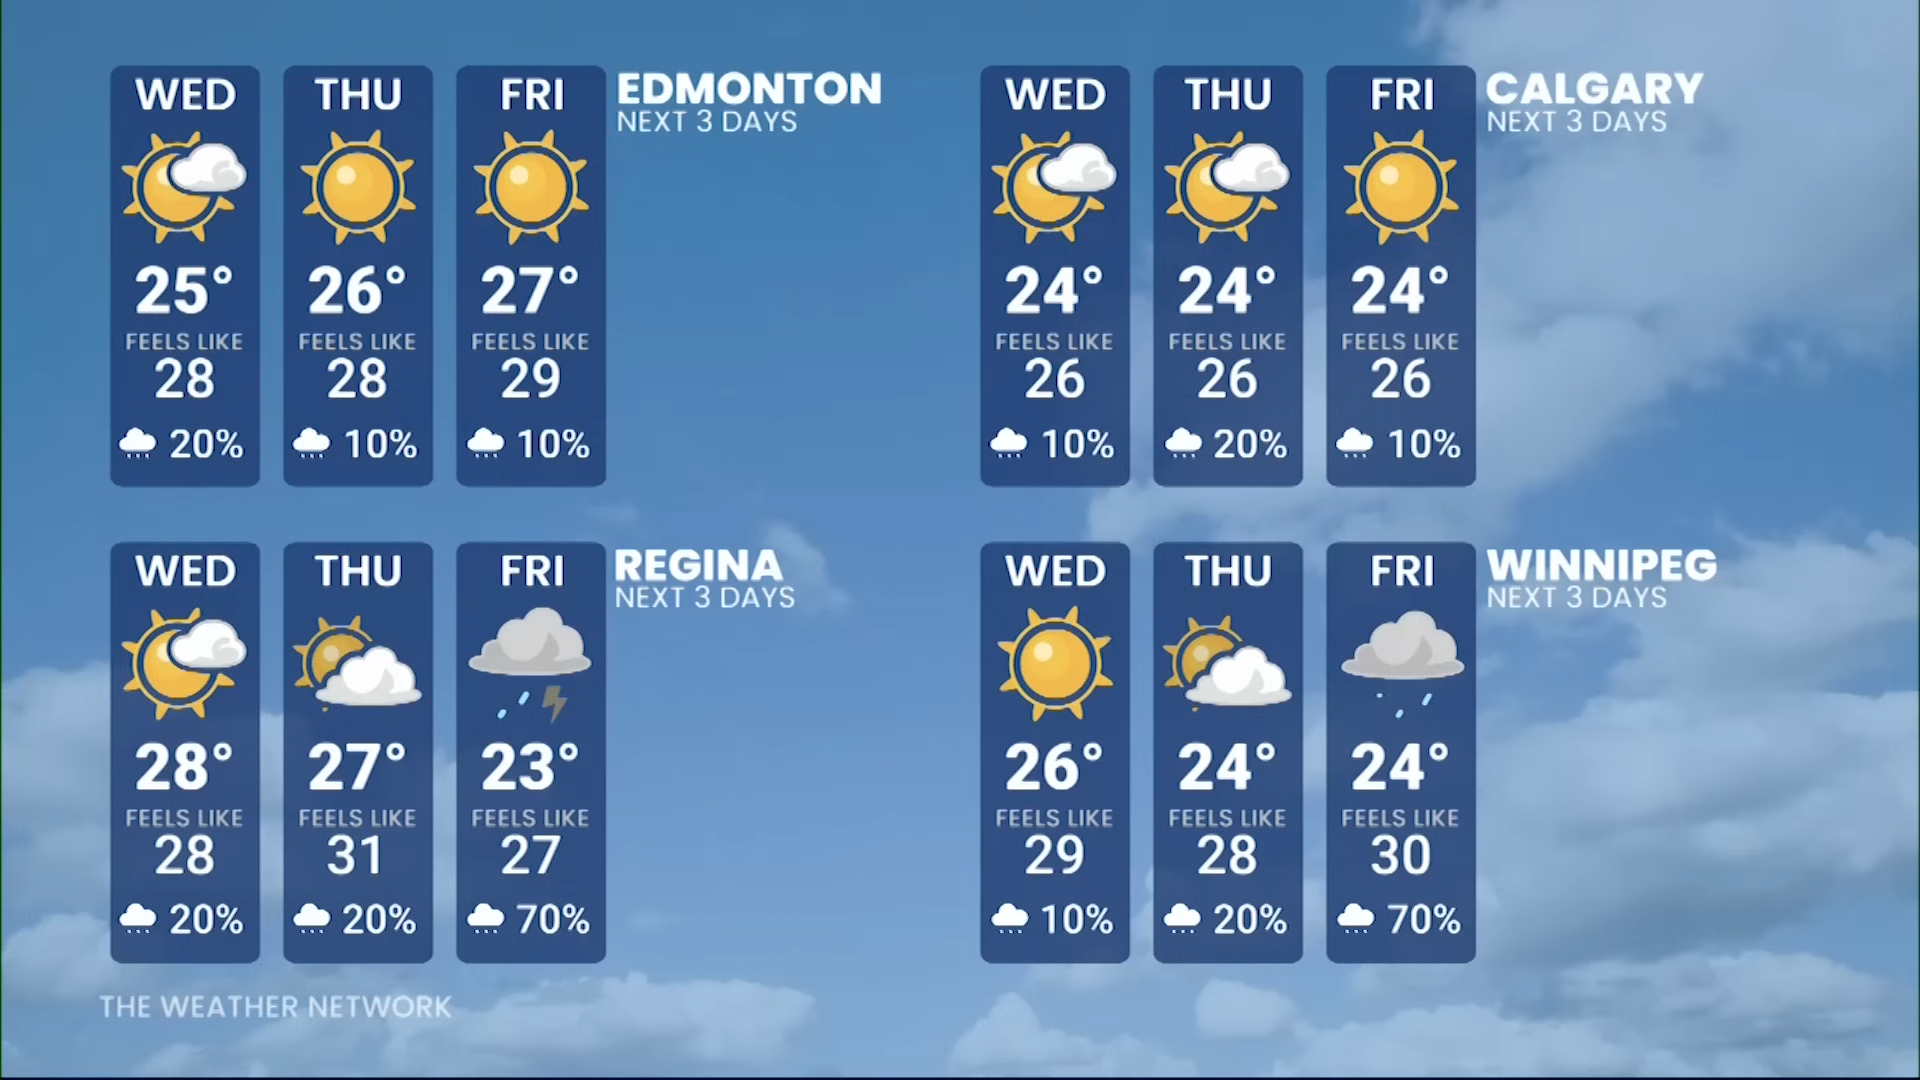 EDMONTON
NEXT 3 DAYS
WED THU FRI
25° 26° 27°
FEELS LIKE FEELS LIKE FEELS LIKE
28 28 29
20% 10% 10%
CALGARY
NEXT 3 DAYS
WED THU FRI
24° 24° 24°
FEELS LIKE FEELS LIKE FEELS LIKE
26 26 26
10% 20% 10%
REGINA
NEXT 3 DAYS
WED THU FRI
28° 27° 23°
FEELS LIKE FEELS LIKE FEELS LIKE
28 31 27
20% 20% 70%
WINNIPEG
NEXT 3 DAYS
WED THU FRI
26° 24° 24°
FEELS LIKE FEELS LIKE FEELS LIKE
29 28 30
10% 20% 70%
THE WEATHER NETWORK